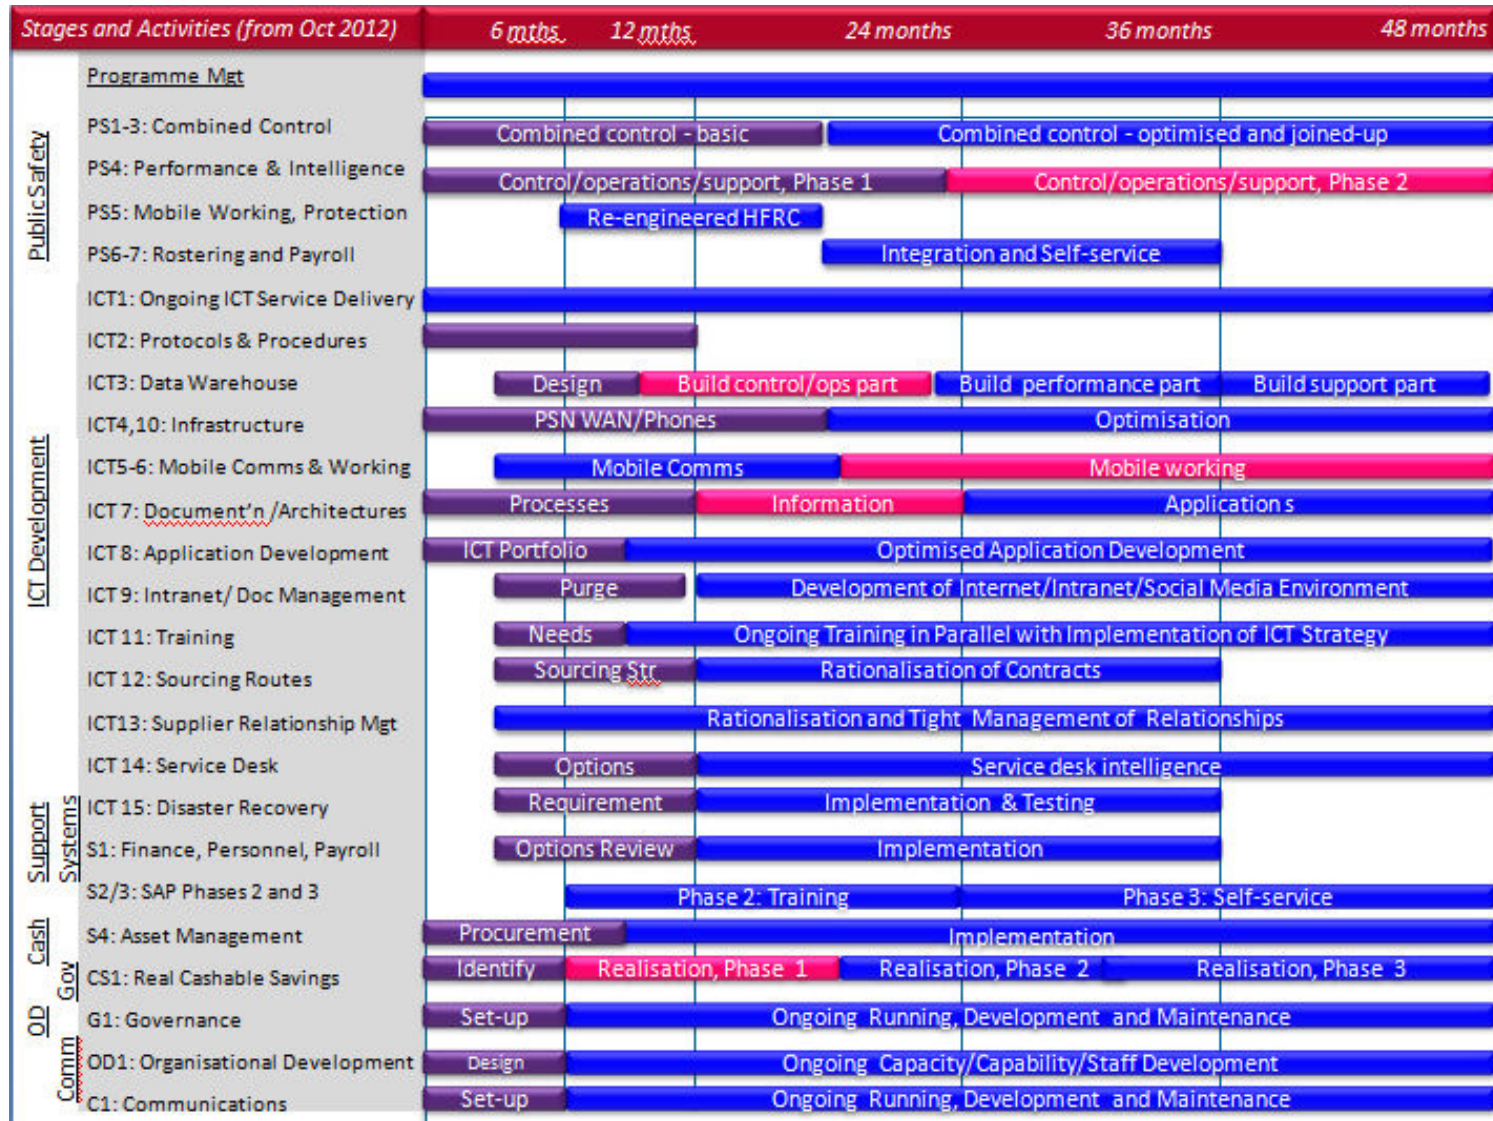 Stages and Activities (from Oct 2012) 6 mths 12 mths 24 months 36 months 48 months
Programme Mgt
Public Safety
PS1-3: Combined Control Combined control - basic Combined control - optimised and joined-up
PS4: Performance & Intelligence Control/operations/support, Phase 1 Control/operations/support, Phase 2
PS5: Mobile Working, Protection Re-engineered HFRC
PS6-7: Rostering and Payroll Integration and Self-service
ICT Development
ICT1: Ongoing ICT Service Delivery
ICT2: Protocols & Procedures
ICT3: Data Warehouse Design Build control/ops part Build performance part Build support part
ICT4,10: Infrastructure PSN WAN/Phones Optimisation
ICT5-6: Mobile Comms & Working Mobile Comms Mobile working
ICT 7: Document'n /Architectures Processes Information Applications
ICT 8: Application Development ICT Portfolio Optimised Application Development
ICT 9: Intranet/ Doc Management Purge Development of Internet/Intranet/Social Media Environment
ICT 11: Training Needs Ongoing Training in Parallel with Implementation of ICT Strategy
ICT 12: Sourcing Routes Sourcing Str Rationalisation of Contracts
ICT13: Supplier Relationship Mgt Rationalisation and Tight Management of Relationships
ICT 14: Service Desk Options Service desk intelligence
Support Systems
ICT 15: Disaster Recovery Requirement Implementation & Testing
S1: Finance, Personnel, Payroll Options Review Implementation
S2/3: SAP Phases 2 and 3 Phase 2: Training Phase 3: Self-service
Cash
S4: Asset Management Procurement Implementation
Gov
CS1: Real Cashable Savings Identify Realisation, Phase 1 Realisation, Phase 2 Realisation, Phase 3
OD
G1: Governance Set-up Ongoing Running, Development and Maintenance
Comm
OD1: Organisational Development Design Ongoing Capacity/Capability/Staff Development
C1: Communications Set-up Ongoing Running, Development and Maintenance